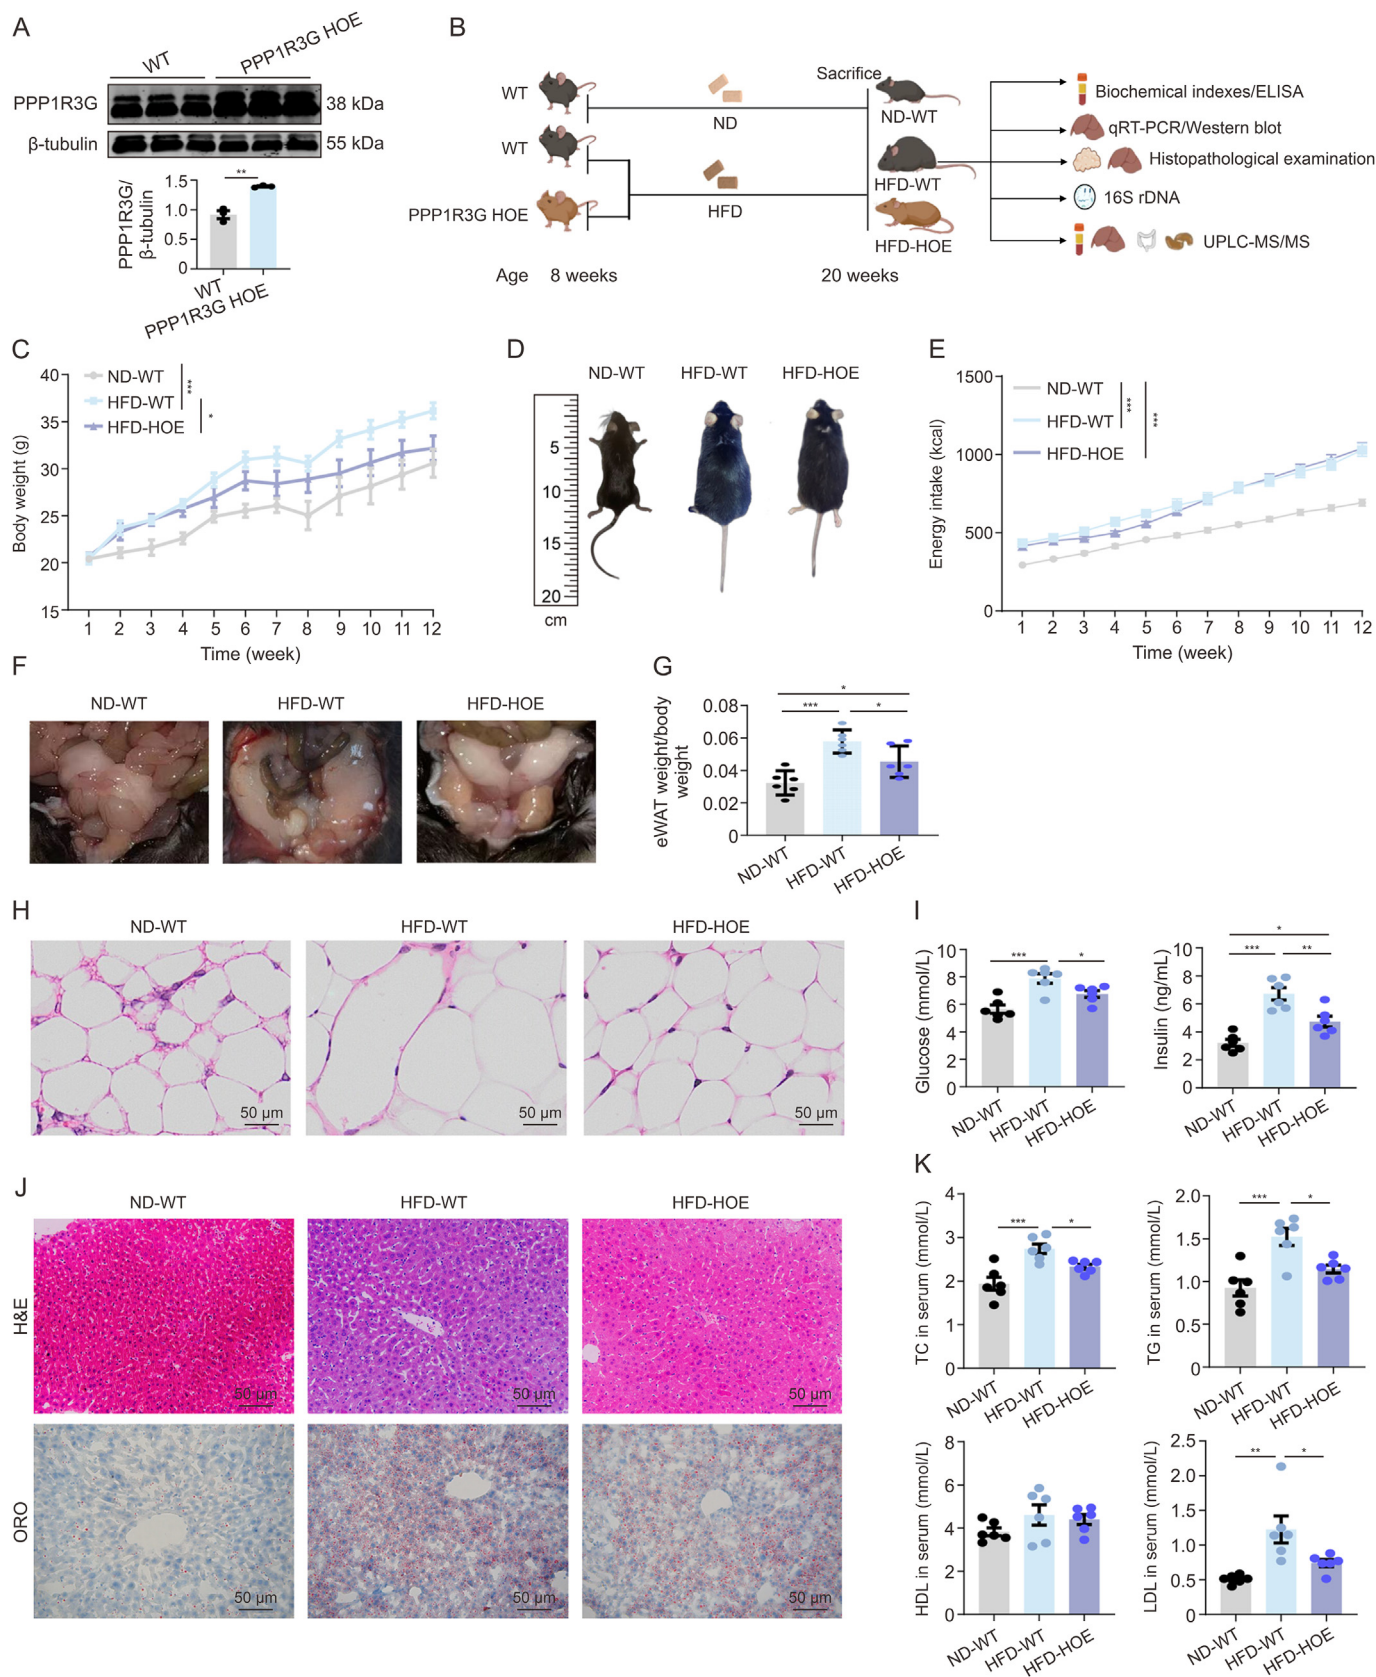 A
WT
PPP1R3G HOE
PPP1R3G
38 kDa
β-tubulin
55 kDa
PPP1R3G/
β-tubulin
1.5
1.0
0.5
0
**
WT
PPP1R3G HOE
B
WT
WT
PPP1R3G HOE
ND
HFD
Sacrifice
ND-WT
HFD-WT
HFD-HOE
Age
8 weeks
20 weeks
Biochemical indexes/ELISA
qRT-PCR/Western blot
Histopathological examination
16S rDNA
UPLC-MS/MS
C
Body weight (g)
40
35
30
25
20
15
ND-WT
HFD-WT
HFD-HOE
***
*
1 2 3 4 5 6 7 8 9 10 11 12
Time (week)
D
ND-WT
HFD-WT
HFD-HOE
5
10
15
20
cm
E
Energy intake (kcal)
1500
1000
500
0
ND-WT
HFD-WT
HFD-HOE
***
***
1 2 3 4 5 6 7 8 9 10 11 12
Time (week)
F
ND-WT
HFD-WT
HFD-HOE
G
eWAT weight/body
weight
0.08
0.06
0.04
0.02
0
*
***
*
ND-WT
HFD-WT
HFD-HOE
H
ND-WT
HFD-WT
HFD-HOE
50 μm
50 μm
50 μm
I
Glucose (mmol/L)
10
8
6
4
2
0
***
*
ND-WT
HFD-WT
HFD-HOE
Insulin (ng/mL)
10
8
6
4
2
0
*
***
**
ND-WT
HFD-WT
HFD-HOE
J
ND-WT
HFD-WT
HFD-HOE
H&E
50 μm
50 μm
50 μm
ORO
50 μm
50 μm
50 μm
K
TC in serum (mmol/L)
4
3
2
1
0
***
*
ND-WT
HFD-WT
HFD-HOE
TG in serum (mmol/L)
2.0
1.5
1.0
0.5
0
***
*
ND-WT
HFD-WT
HFD-HOE
HDL in serum (mmol/L)
8
6
4
2
0
ND-WT
HFD-WT
HFD-HOE
LDL in serum (mmol/L)
2.5
2.0
1.5
1.0
0.5
0
**
*
ND-WT
HFD-WT
HFD-HOE